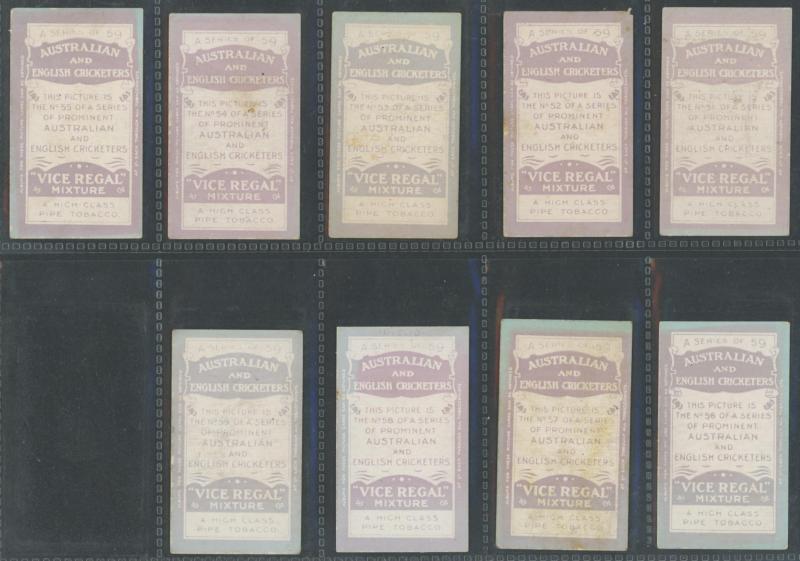 A SERIES OF 59
AUSTRALIAN
AND
ENGLISH CRICKETERS
THIS PICTURE IS
THE Nº 55 OF A SERIES
OF PROMINENT
AUSTRALIAN
AND
ENGLISH CRICKETERS
"VICE REGAL"
MIXTURE
A HIGH CLASS
PIPE TOBACCO
A SERIES OF 59
AUSTRALIAN
AND
ENGLISH CRICKETERS
THIS PICTURE IS
THE Nº 54 OF A SERIES
OF PROMINENT
AUSTRALIAN
AND
ENGLISH CRICKETERS
"VICE REGAL"
MIXTURE
A HIGH CLASS
PIPE TOBACCO
A SERIES OF 59
AUSTRALIAN
AND
ENGLISH CRICKETERS
THIS PICTURE IS
THE Nº 53 OF A SERIES
OF PROMINENT
AUSTRALIAN
AND
ENGLISH CRICKETERS
"VICE REGAL"
MIXTURE
A HIGH CLASS
PIPE TOBACCO
A SERIES OF 59
AUSTRALIAN
AND
ENGLISH CRICKETERS
THIS PICTURE IS
THE Nº 52 OF A SERIES
OF PROMINENT
AUSTRALIAN
AND
ENGLISH CRICKETERS
"VICE REGAL"
MIXTURE
A HIGH CLASS
PIPE TOBACCO
A SERIES OF 59
AUSTRALIAN
AND
ENGLISH CRICKETERS
THIS PICTURE IS
THE Nº 51 OF A SERIES
OF PROMINENT
AUSTRALIAN
AND
ENGLISH CRICKETERS
"VICE REGAL"
MIXTURE
A HIGH CLASS
PIPE TOBACCO
A SERIES OF 59
AUSTRALIAN
AND
ENGLISH CRICKETERS
THIS PICTURE IS
THE Nº 59 OF A SERIES
OF PROMINENT
AUSTRALIAN
AND
ENGLISH CRICKETERS
"VICE REGAL"
MIXTURE
A HIGH CLASS
PIPE TOBACCO
A SERIES OF 59
AUSTRALIAN
AND
ENGLISH CRICKETERS
THIS PICTURE IS
THE Nº 58 OF A SERIES
OF PROMINENT
AUSTRALIAN
AND
ENGLISH CRICKETERS
"VICE REGAL"
MIXTURE
A HIGH CLASS
PIPE TOBACCO
A SERIES OF 59
AUSTRALIAN
AND
ENGLISH CRICKETERS
THIS PICTURE IS
THE Nº 57 OF A SERIES
OF PROMINENT
AUSTRALIAN
AND
ENGLISH CRICKETERS
"VICE REGAL"
MIXTURE
A HIGH CLASS
PIPE TOBACCO
A SERIES OF 59
AUSTRALIAN
AND
ENGLISH CRICKETERS
THIS PICTURE IS
THE Nº 56 OF A SERIES
OF PROMINENT
AUSTRALIAN
AND
ENGLISH CRICKETERS
"VICE REGAL"
MIXTURE
A HIGH CLASS
PIPE TOBACCO